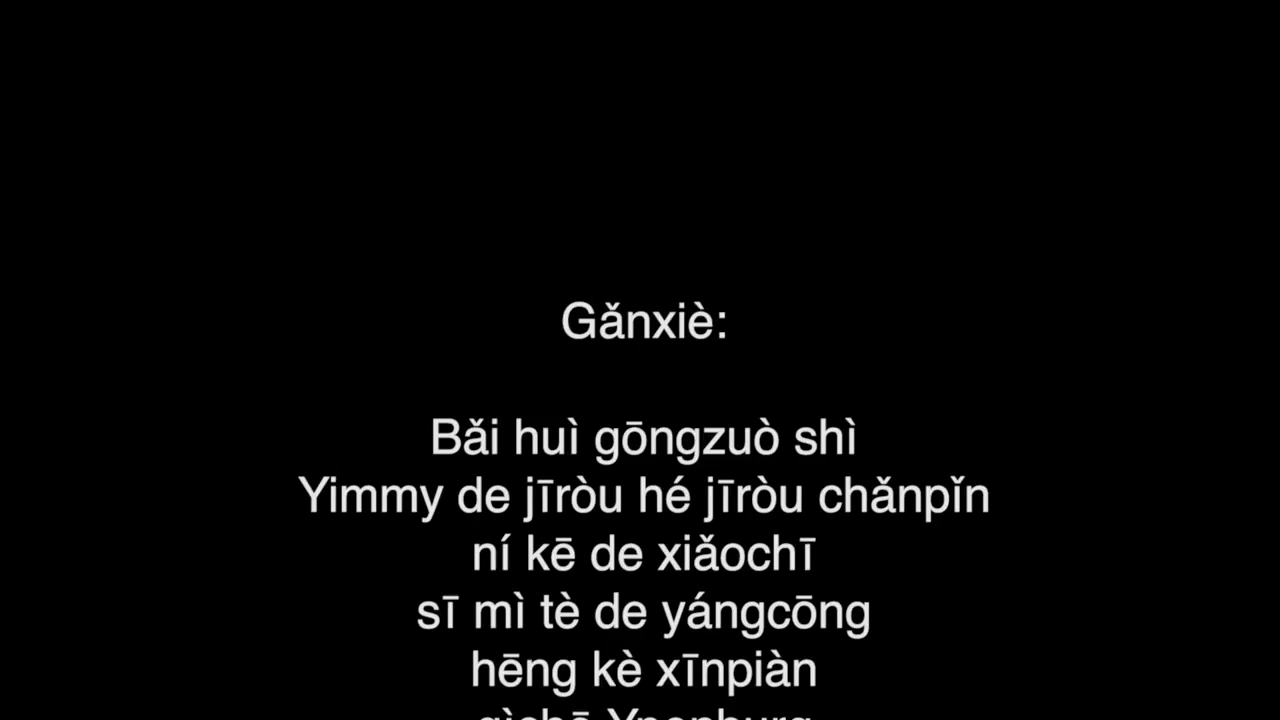 Gǎnxiè:
Bǎi huì gōngzuò shì
Yimmy de jīròu hé jīròu chǎnpǐn
ní kē de xiǎochī
sī mì tè de yángcōng
hēng kè xīnpiàn